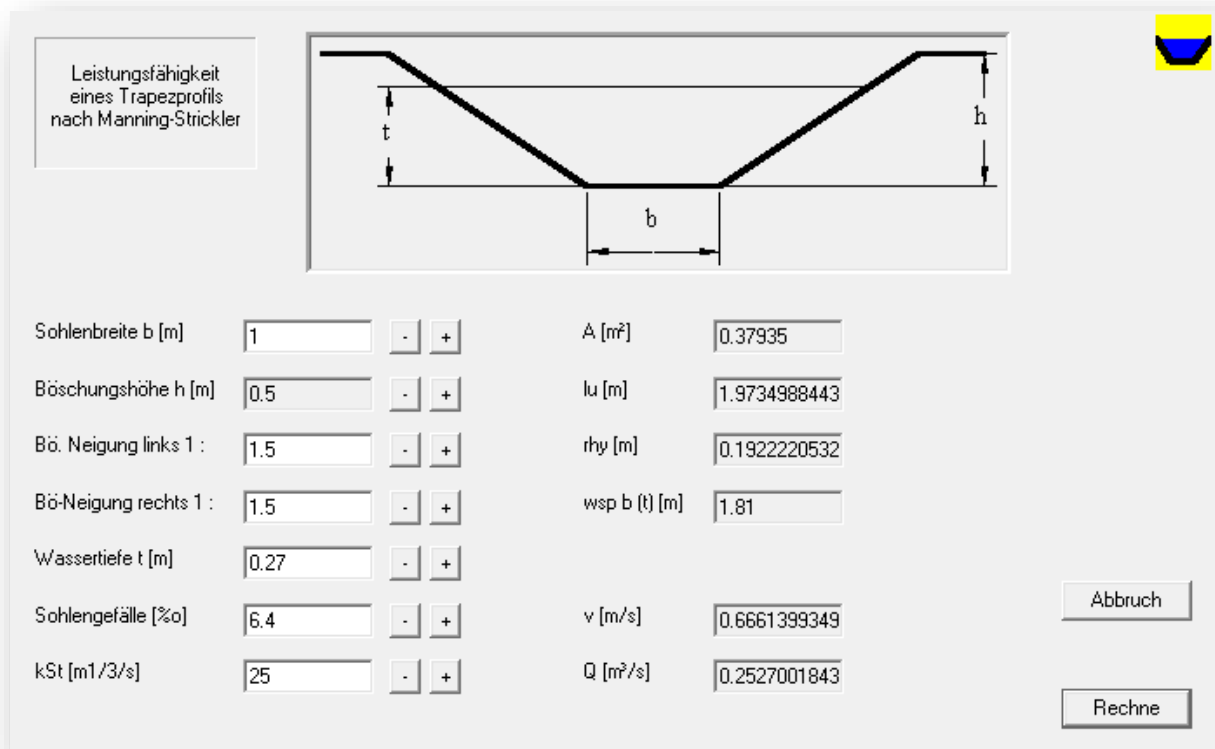 Leistungsfähigkeit
eines Trapezprofils
nach Manning-Strickler
t
h
b
Sohlenbreite b [m] 1 - + A [m²] 0.37935
Böschungshöhe h [m] 0.5 - + lu [m] 1.9734988443
Bö. Neigung links 1 : 1.5 - + rhy [m] 0.1922220532
Bö-Neigung rechts 1 : 1.5 - + wsp b (t) [m] 1.81
Wassertiefe t [m] 0.27 - +
Sohlengefälle [%o] 6.4 - + v [m/s] 0.6661399349
Abbruch
kSt [m1/3/s] 25 - + Q [m³/s] 0.2527001843
Rechne